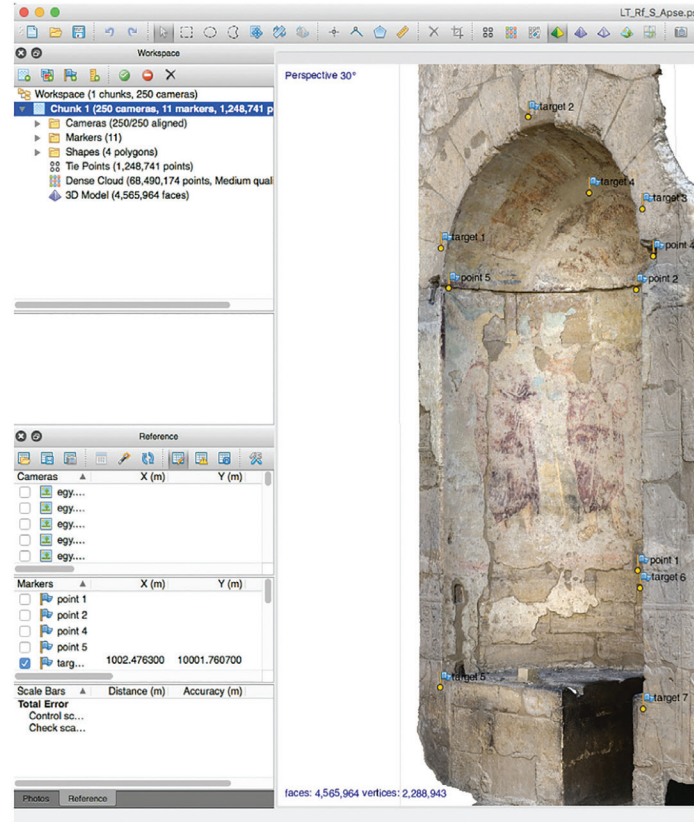 LT_Rf_S_Apse.ps
Workspace
Workspace (1 chunks, 250 cameras)
Chunk 1 (250 cameras, 11 markers, 1,248,741 p
Cameras (250/250 aligned)
Markers (11)
Shapes (4 polygons)
Tie Points (1,248,741 points)
Dense Cloud (68,490,174 points, Medium quali
3D Model (4,565,964 faces)
Reference
Cameras X (m) Y (m)
egy....
egy....
egy....
egy....
egy....
Markers X (m) Y (m)
point 1
point 2
point 4
point 5
targ... 1002.476300 10001.760700
Scale Bars Distance (m) Accuracy (m)
Total Error
Control sc...
Check sca...
Photos Reference
Perspective 30°
target 2
target 4
target 3
target 1
point 4
point 5
point 2
point 1
target 6
target 5
target 7
faces: 4,565,964 vertices: 2,288,943